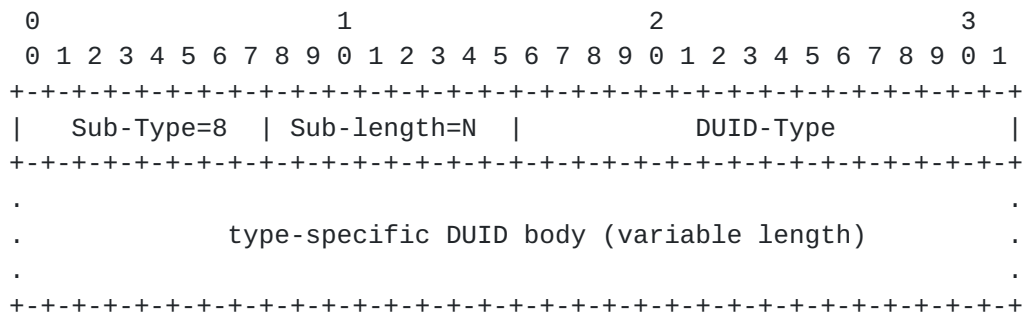 0                   1                   2                   3
 0 1 2 3 4 5 6 7 8 9 0 1 2 3 4 5 6 7 8 9 0 1 2 3 4 5 6 7 8 9 0 1
+-+-+-+-+-+-+-+-+-+-+-+-+-+-+-+-+-+-+-+-+-+-+-+-+-+-+-+-+-+-+-+-+
|   Sub-Type=8  | Sub-length=N  |           DUID-Type           |
+-+-+-+-+-+-+-+-+-+-+-+-+-+-+-+-+-+-+-+-+-+-+-+-+-+-+-+-+-+-+-+-+
.                                                               .
.             type-specific DUID body (variable length)         .
.                                                               .
+-+-+-+-+-+-+-+-+-+-+-+-+-+-+-+-+-+-+-+-+-+-+-+-+-+-+-+-+-+-+-+-+